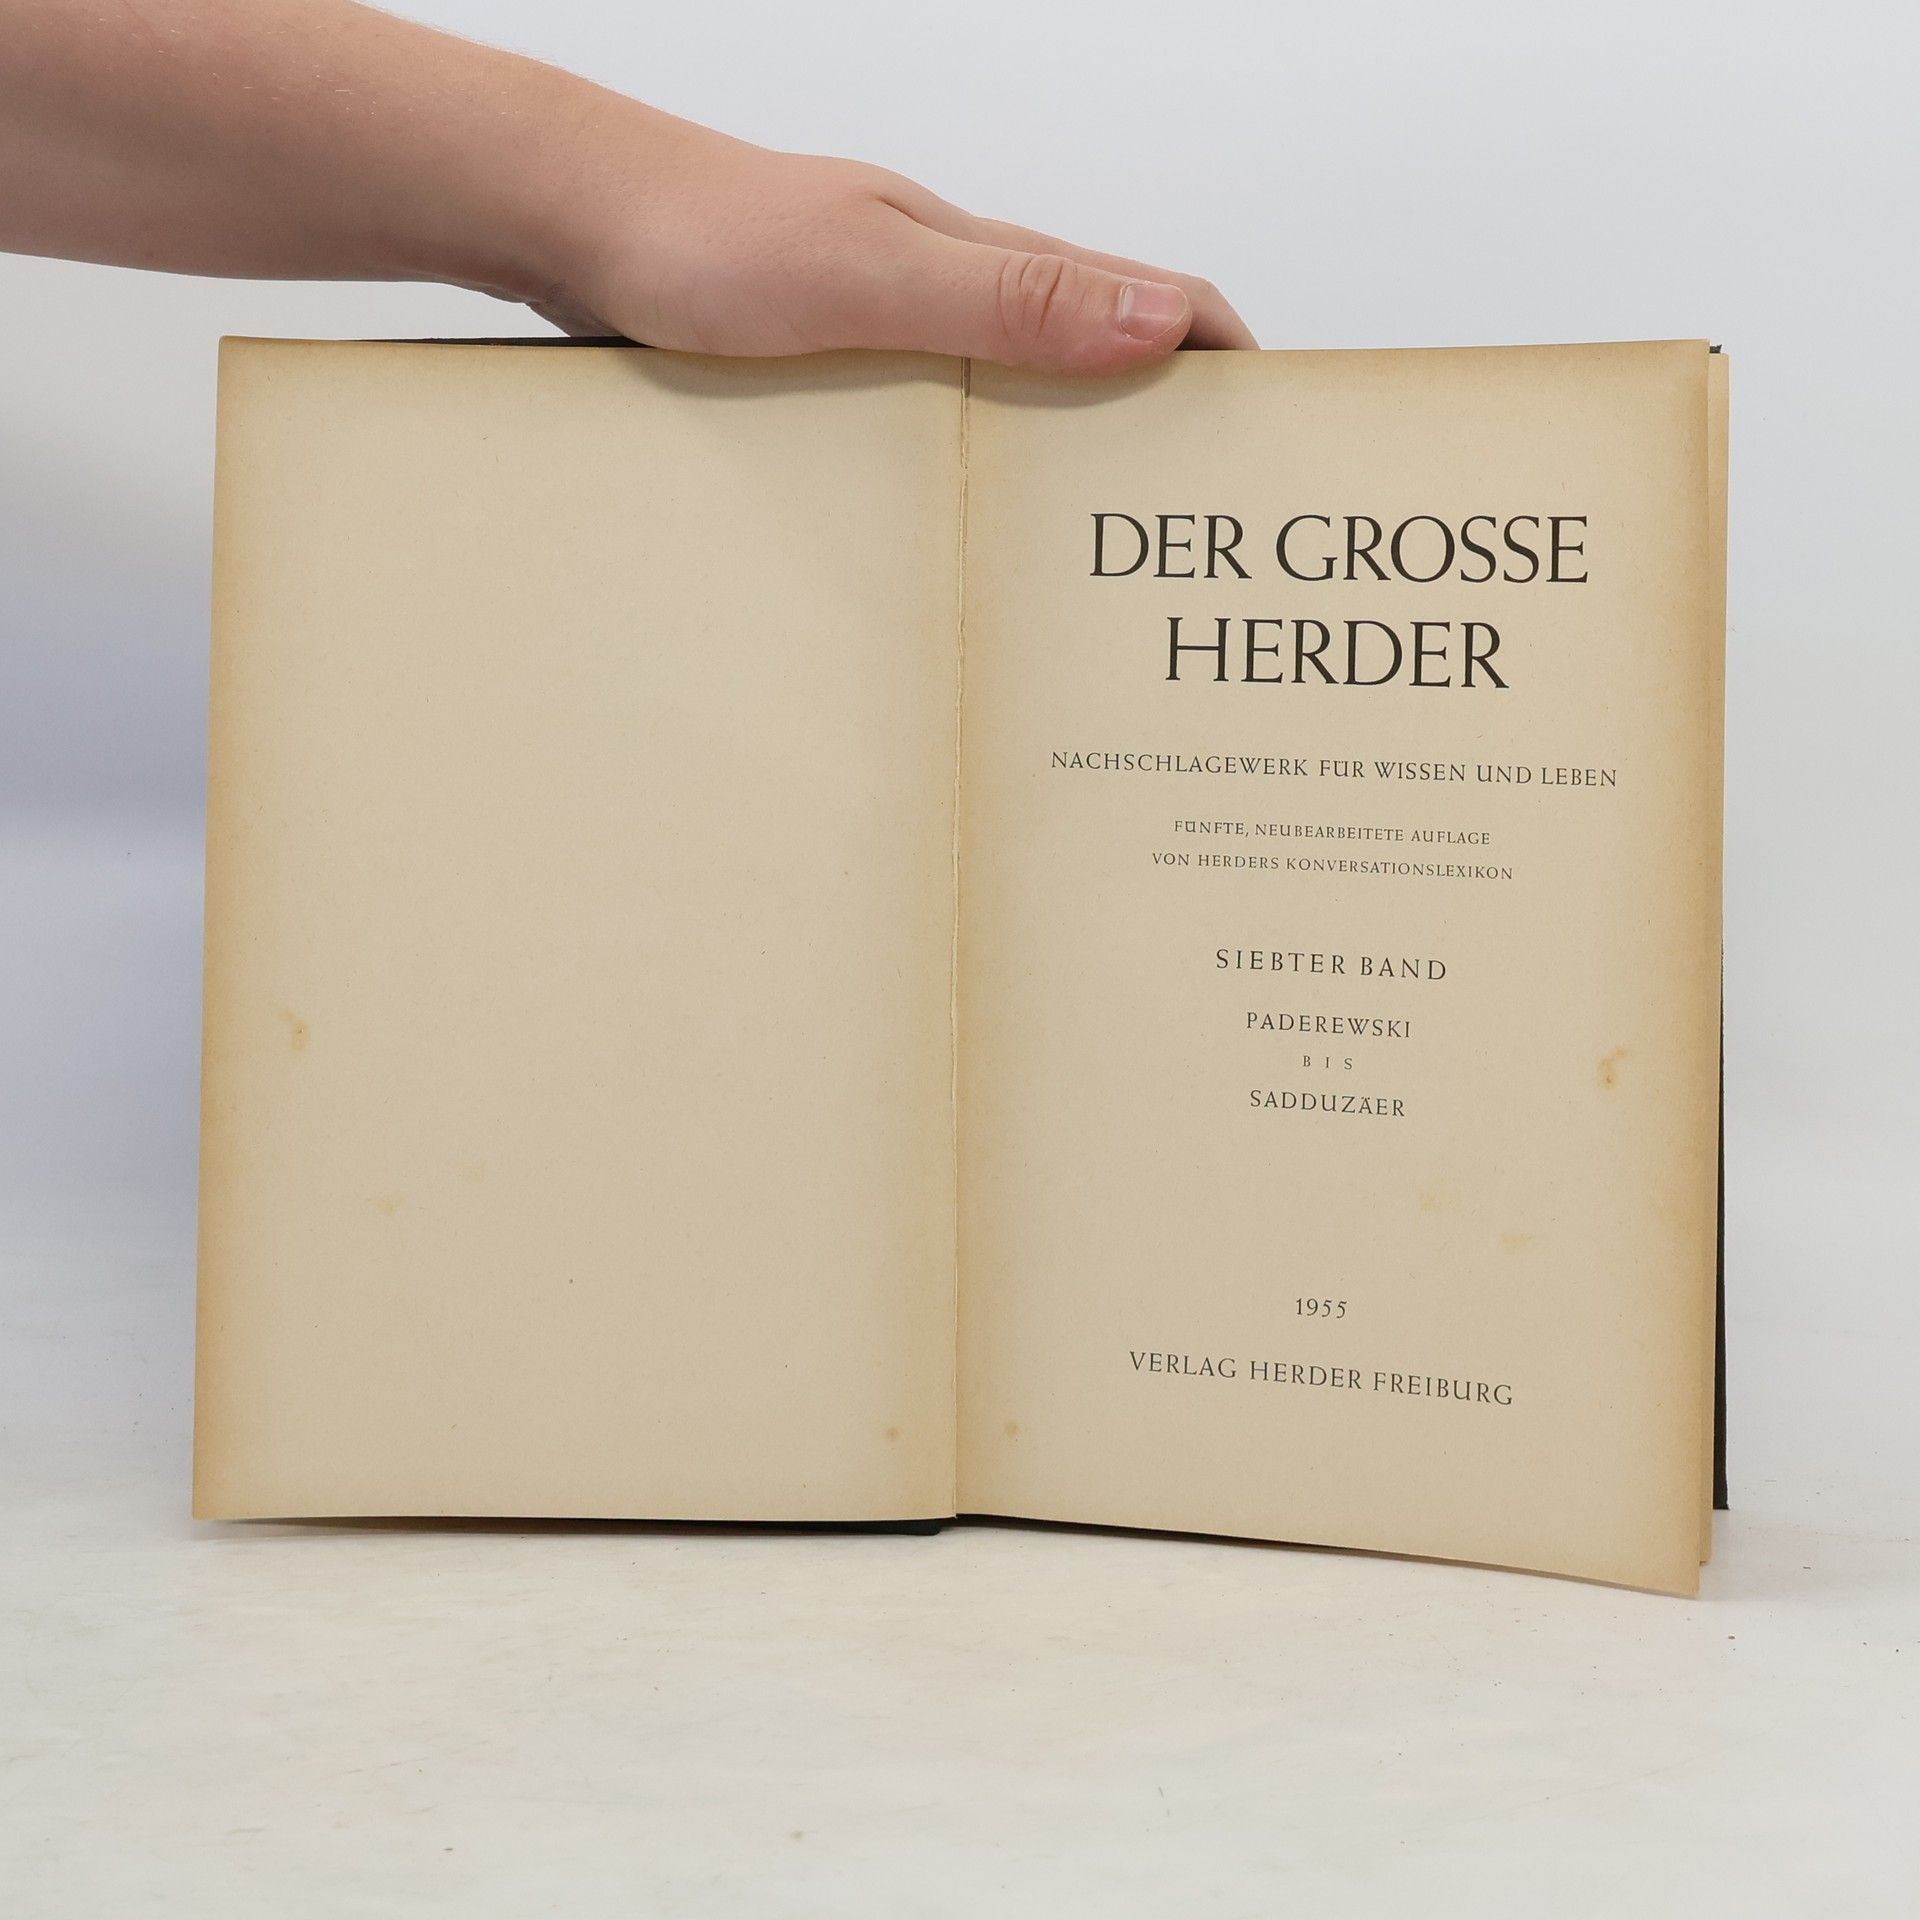 DER GROSSE
HERDER
NACHSCHLAGEWERK FÜR WISSEN UND LEBEN
FÜNFTE, NEUBEARBEITETE AUFLAGE
VON HERDERS KONVERSATIONSLEXIKON
SIEBTER BAND
PADEREWSKI
BIS
SADDUZÄER
1955
VERLAG HERDER FREIBURG